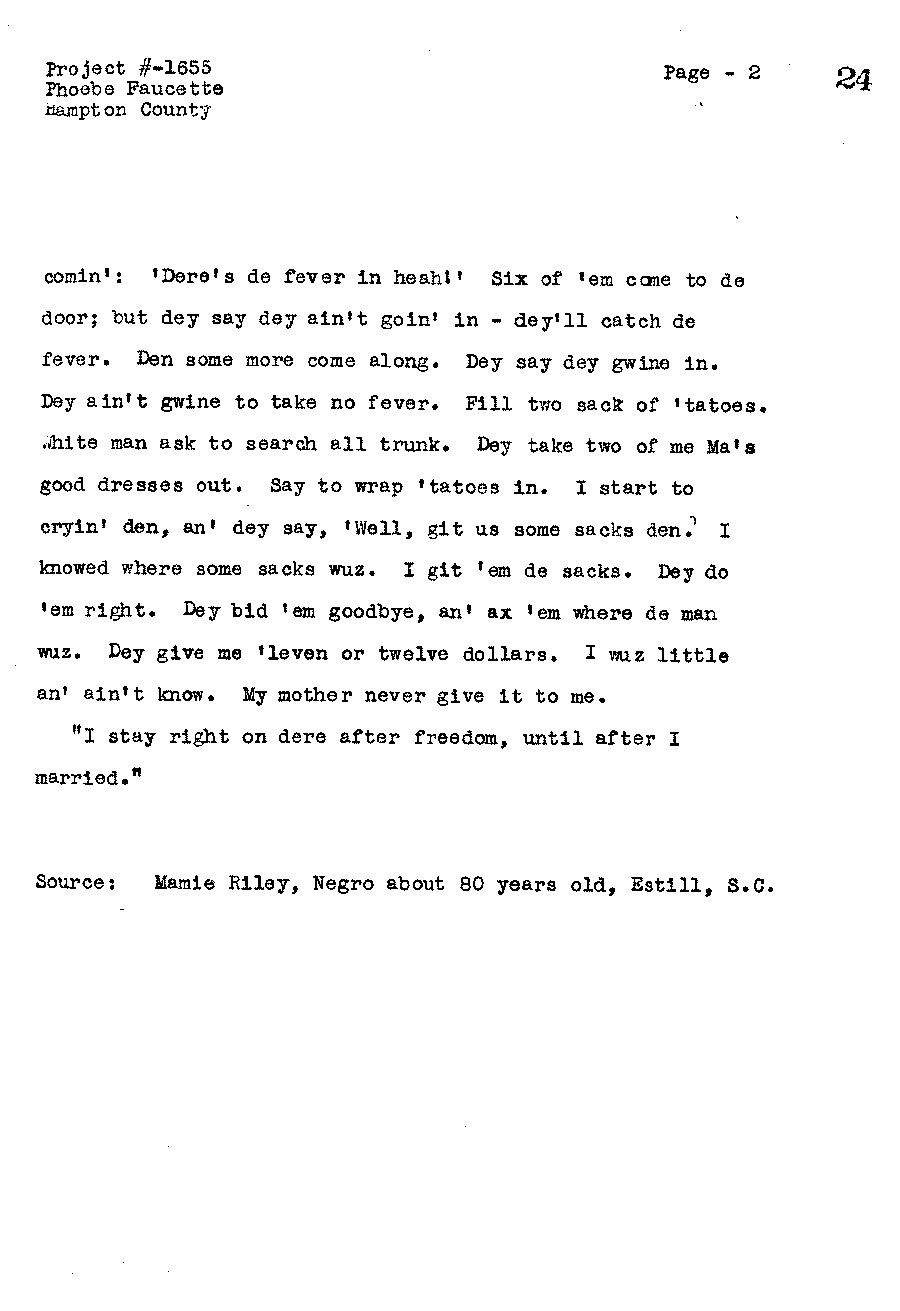 Project #-1655
Phoebe Faucette
Hampton County
Page - 2
24
comin': 'Dere's de fever in heah!' Six of 'em come to de
door; but dey say dey ain't goin' in - dey'll catch de
fever. Den some more come along. Dey say dey gwine in.
Dey ain't gwine to take no fever. Fill two sack of 'tatoes.
White man ask to search all trunk. Dey take two of me Ma's
good dresses out. Say to wrap 'tatoes in. I start to
cryin' den, an' dey say, 'Well, git us some sacks den.' I
knowed where some sacks wuz. I git 'em de sacks. Dey do
'em right. Dey bid 'em goodbye, an' ax 'em where de man
wuz. Dey give me 'leven or twelve dollars. I wuz little
an' ain't know. My mother never give it to me.
"I stay right on dere after freedom, until after I
married."
Source: Mamie Riley, Negro about 80 years old, Estill, S.C.